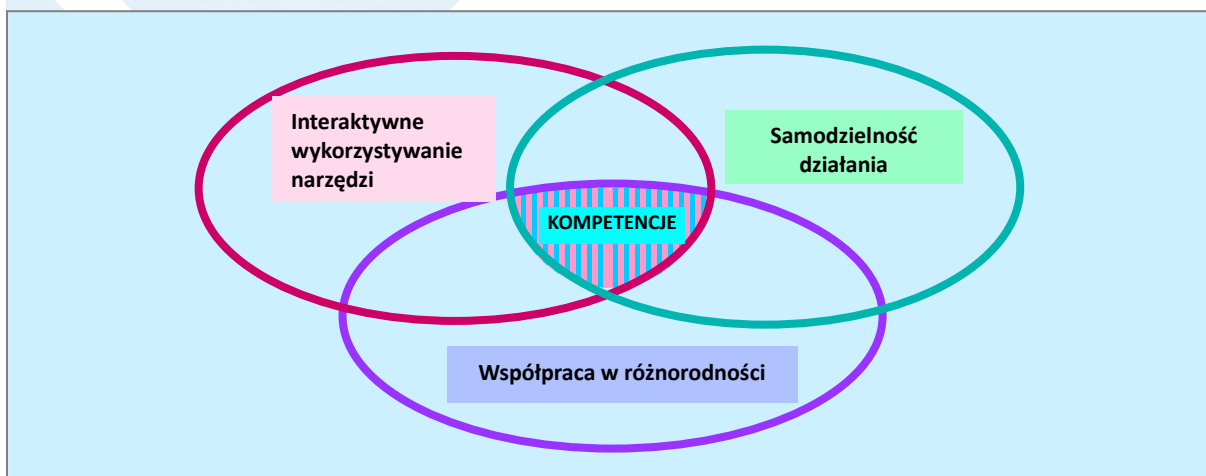 Interaktywne
wykorzystywanie
narzędzi
Samodzielność
działania
KOMPETENCJE
Współpraca w różnorodności